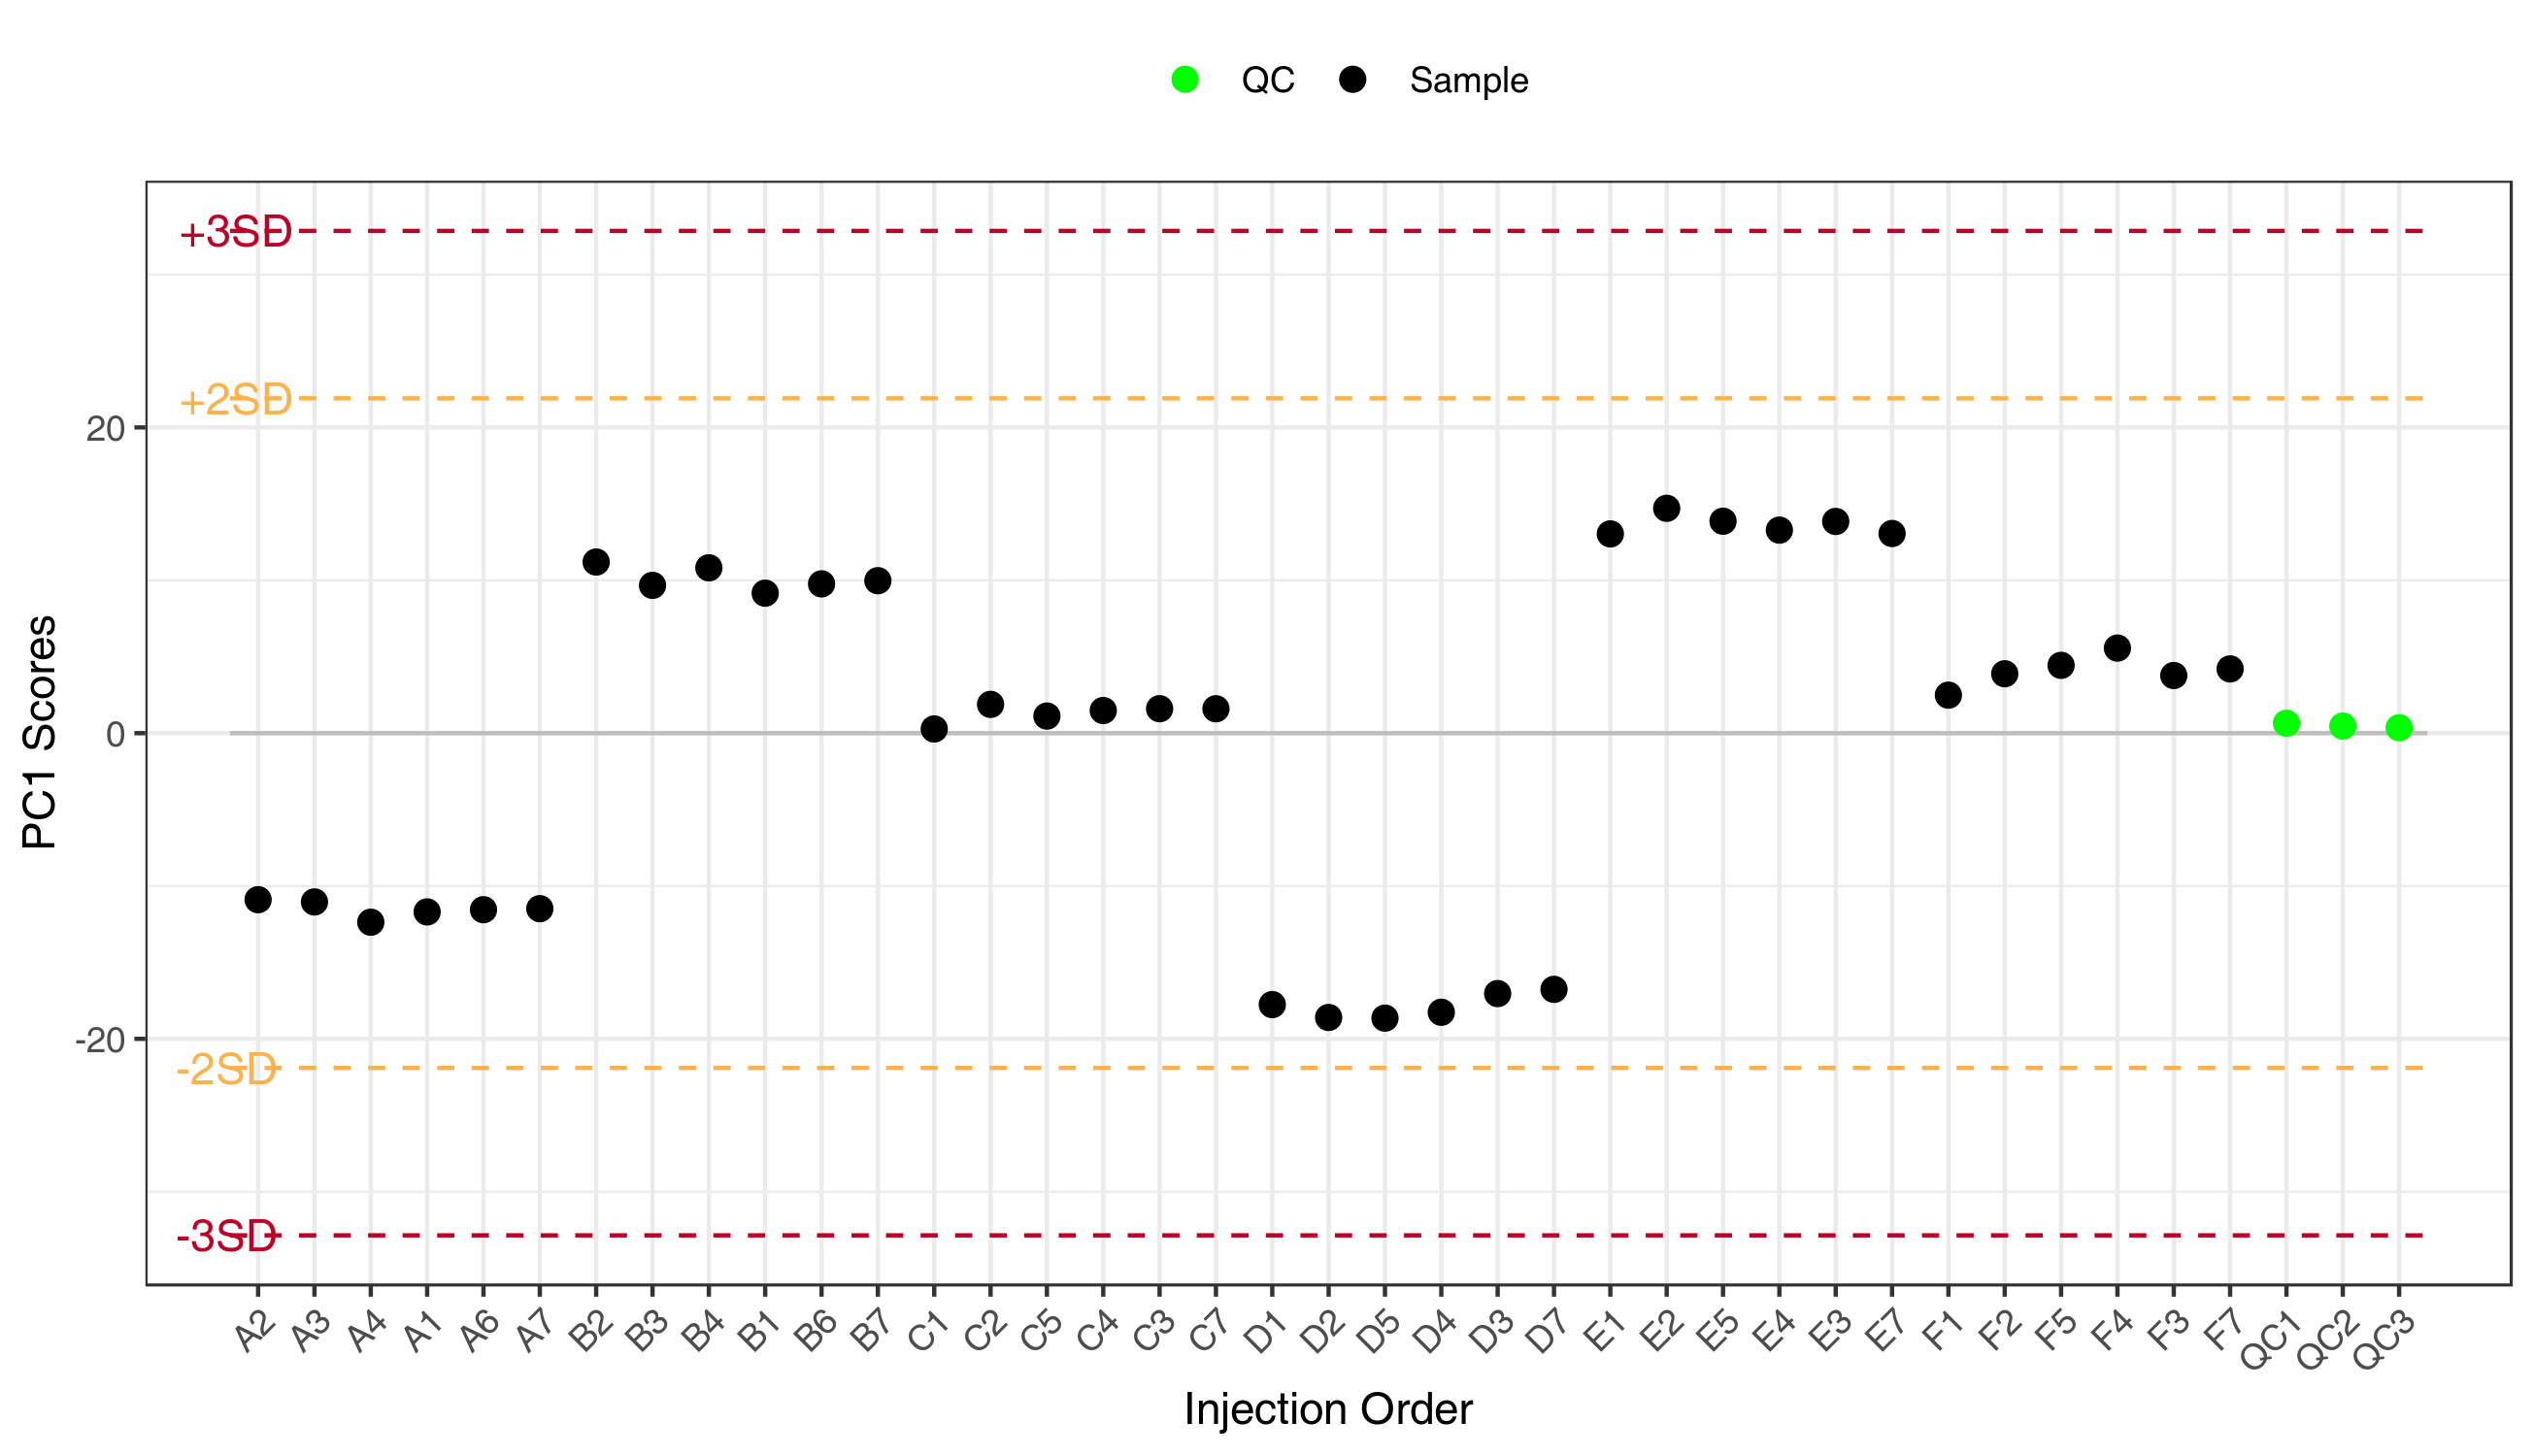 QC Sample
+3SD
+2SD
20
PC1 Scores
0
-20
-2SD
-3SD
A2 A3 A4 A1 A6 A7 B2 B3 B4 B1 B6 B7 C1 C2 C5 C4 C3 C7 D1 D2 D5 D4 D3 D7 E1 E2 E5 E4 E3 E7 F1 F2 F5 F4 F3 F7 QC1 QC2 QC3
Injection Order